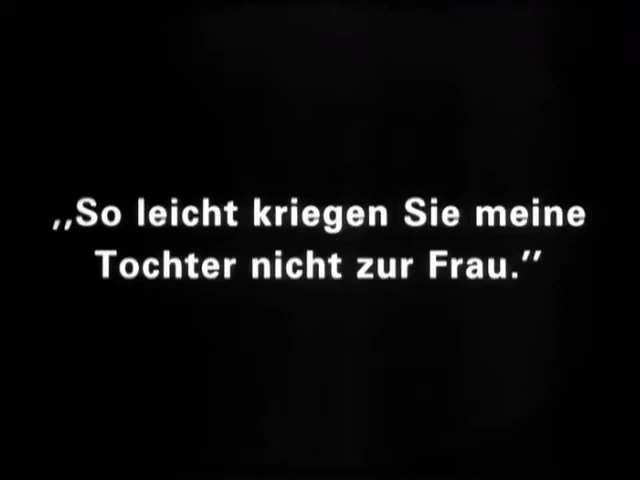 ,,So leicht kriegen Sie meine
Tochter nicht zur Frau.”